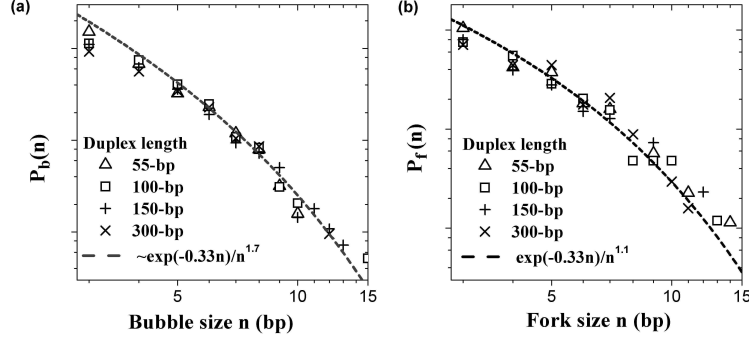 (a)
P_b(n)
Duplex length
55-bp
100-bp
150-bp
300-bp
~exp(-0.33n)/n^1.7
5
10
15
Bubble size n (bp)
(b)
P_f(n)
Duplex length
55-bp
100-bp
150-bp
300-bp
exp(-0.33n)/n^1.1
5
10
15
Fork size n (bp)